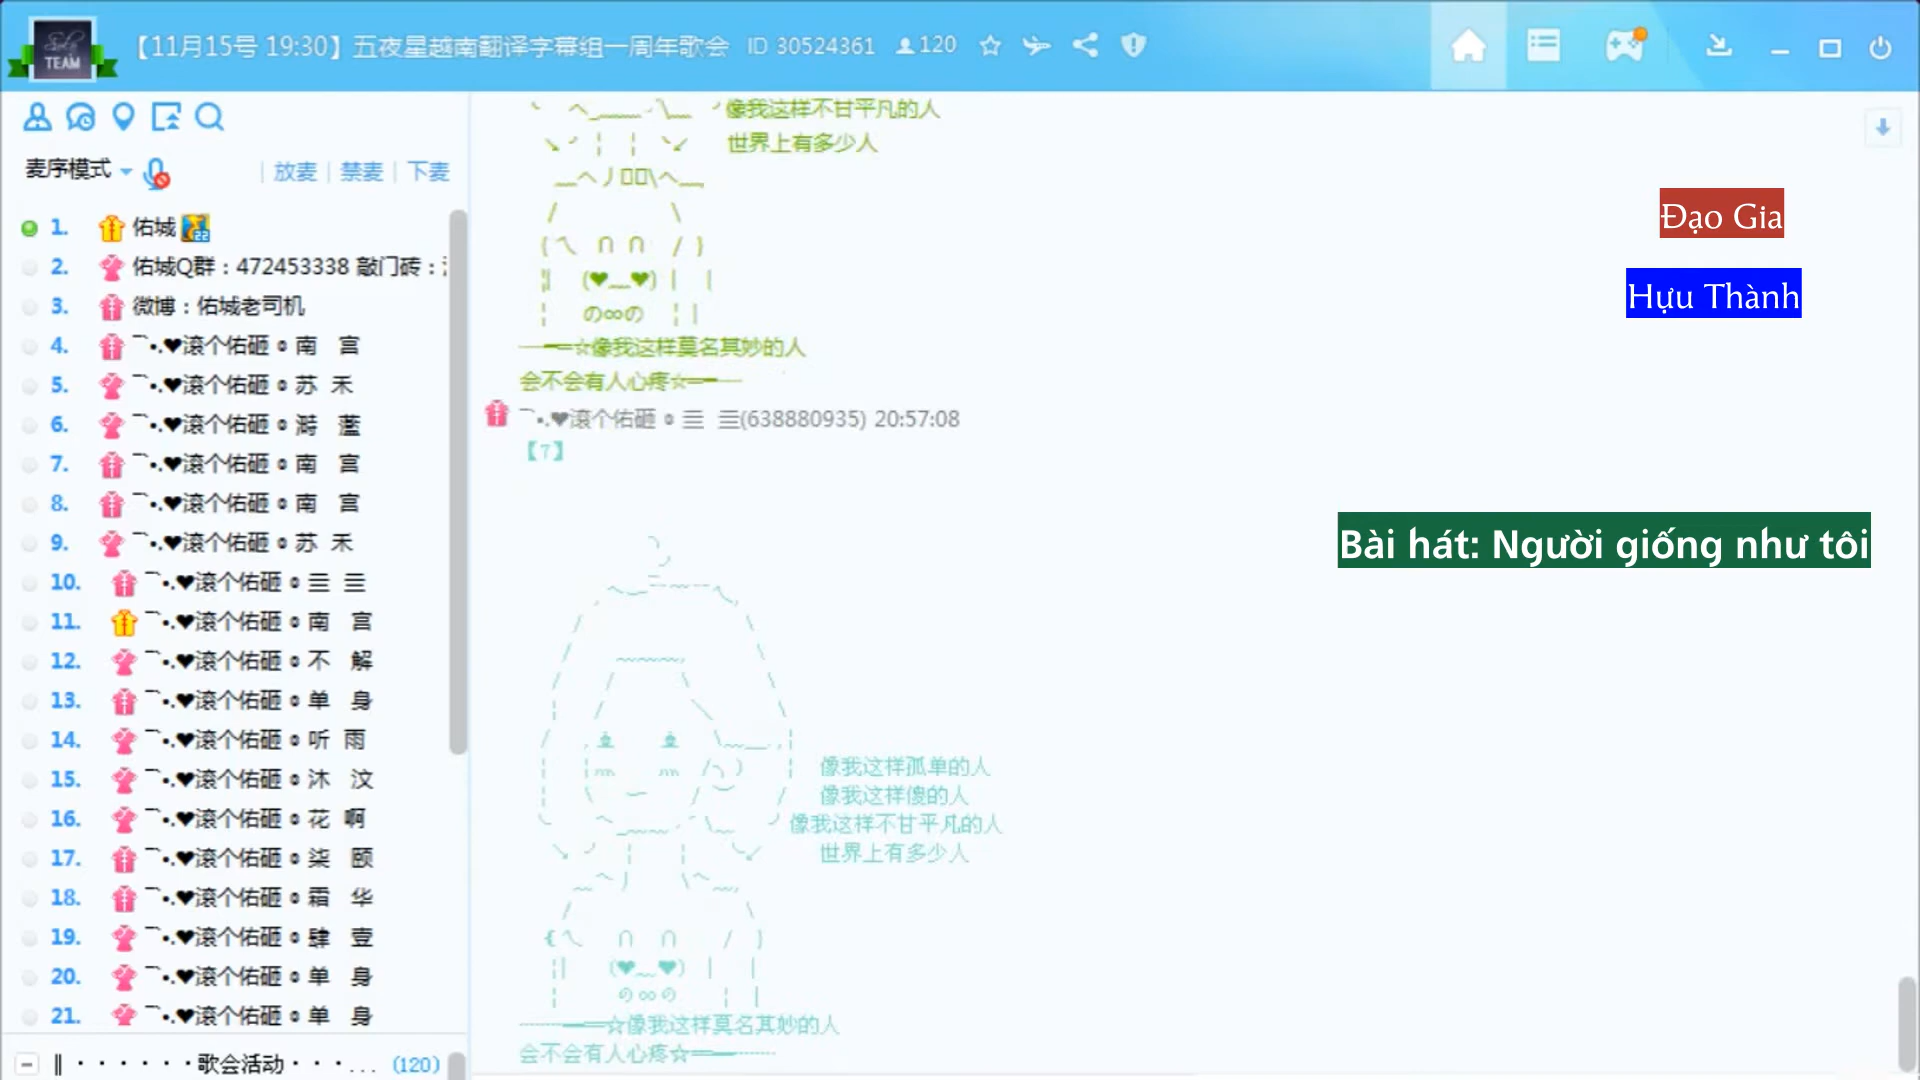 TEAM
【11月15号 19:30】五夜星越南翻译字幕组一周年歌会 ID 30524361 120
麦序模式 放麦 禁麦 下麦
1. 佑城 22
2. 佑城Q群：472453338 敲门砖：
3. 微博：佑城老司机
4. ⌒•.♥滚个佑砸 ⱺ 南 宫
5. ⌒•.♥滚个佑砸 ⱺ 苏 禾
6. ⌒•.♥滚个佑砸 ⱺ
7. ⌒•.♥滚个佑砸 ⱺ 南 宫
8. ⌒•.♥滚个佑砸 ⱺ 南 宫
9. ⌒•.♥滚个佑砸 ⱺ 苏 禾
10. ⌒•.♥滚个佑砸 ⱺ 亖 亖
11. ⌒•.♥滚个佑砸 ⱺ 南 宫
12. ⌒•.♥滚个佑砸 ⱺ 不 解
13. ⌒•.♥滚个佑砸 ⱺ 单 身
14. ⌒•.♥滚个佑砸 ⱺ 听 雨
15. ⌒•.♥滚个佑砸 ⱺ 沐 汶
16. ⌒•.♥滚个佑砸 ⱺ 花 啊
17. ⌒•.♥滚个佑砸 ⱺ 柒 颐
18. ⌒•.♥滚个佑砸 ⱺ 霜 华
19. ⌒•.♥滚个佑砸 ⱺ 肆 壹
20. ⌒•.♥滚个佑砸 ⱺ 单 身
21. ⌒•.♥滚个佑砸 ⱺ 单 身
‖ · · · · · · 歌会活动 · · · ... (120)
像我这样不甘平凡的人
世界上有多少人
☆像我这样莫名其妙的人
会不会有人心疼☆
⌒•.♥滚个佑砸 ⱺ 亖 亖(638880935) 20:57:08
【7】
像我这样孤单的人
像我这样傻的人
像我这样不甘平凡的人
世界上有多少人
☆像我这样莫名其妙的人
会不会有人心疼☆
Đạo Gia
Hựu Thành
Bài hát: Người giống như tôi